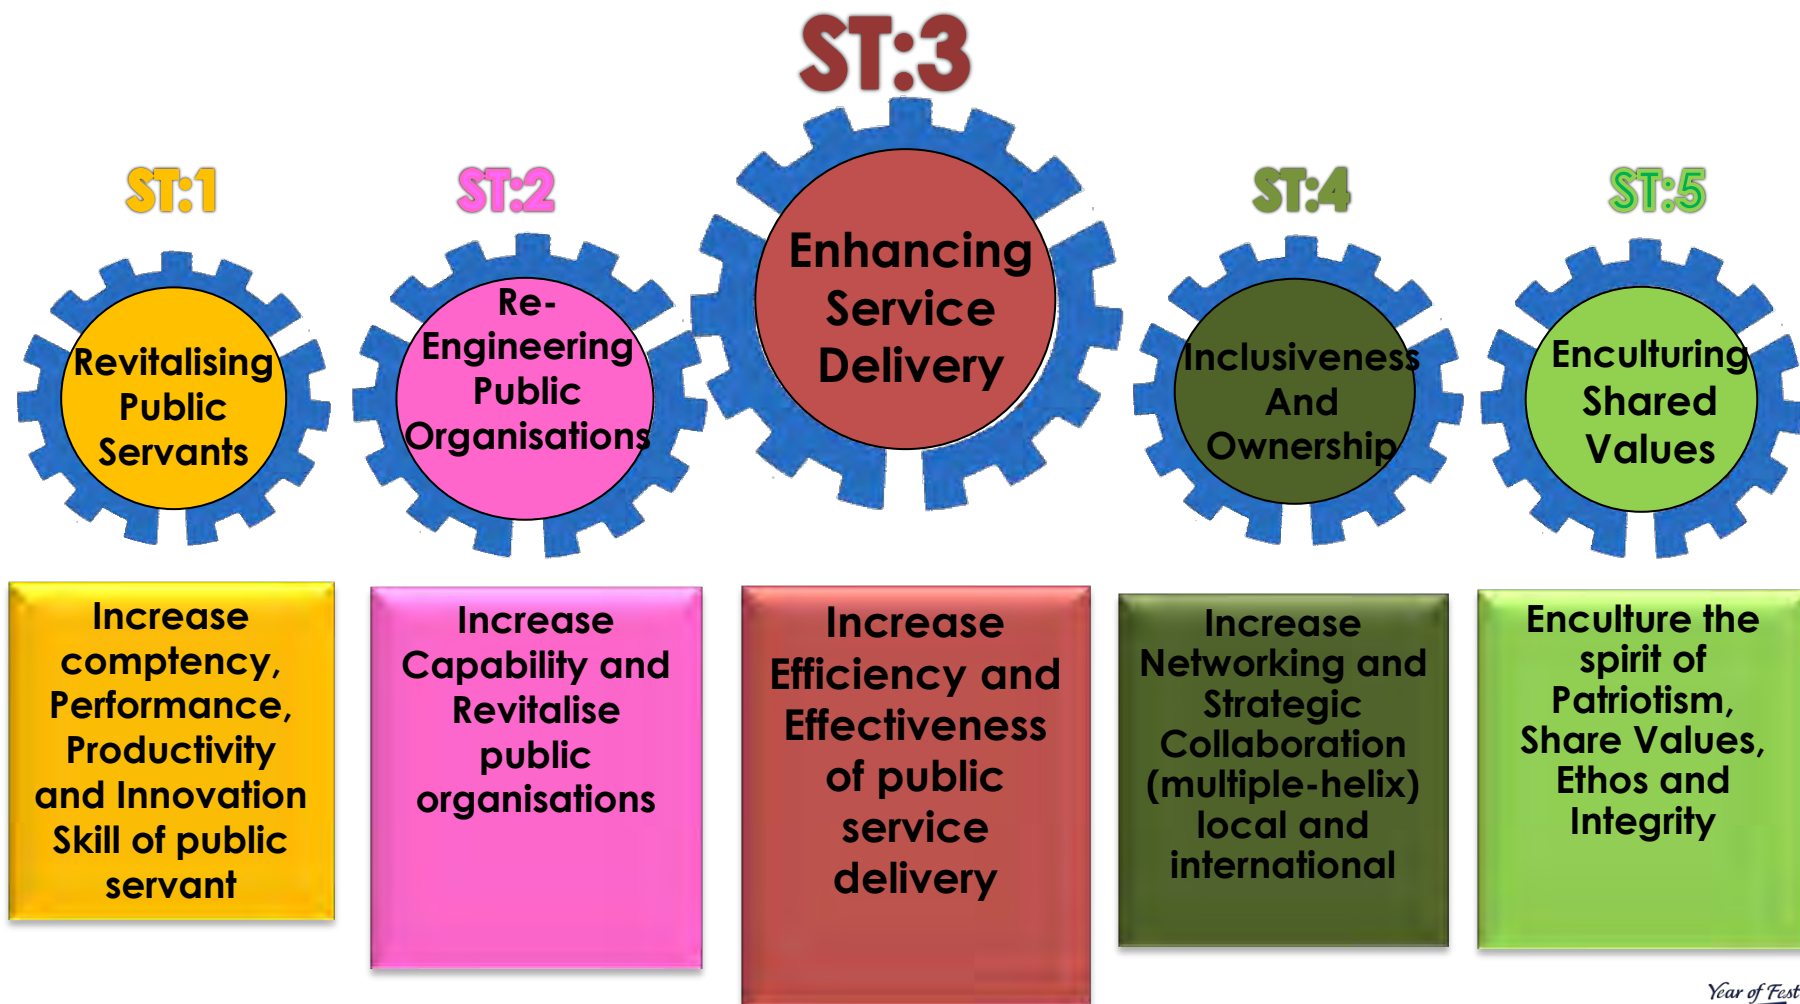 ST:3
ST:1
ST:2
ST:4
ST:5
Revitalising
Public
Servants
Re-
Engineering
Public
Organisations
Enhancing
Service
Delivery
Inclusiveness
And
Ownership
Enculturing
Shared
Values
Increase
comptency,
Performance,
Productivity
and Innovation
Skill of public
servant
Increase
Capability and
Revitalise
public
organisations
Increase
Efficiency and
Effectiveness
of public
service
delivery
Increase
Networking and
Strategic
Collaboration
(multiple-helix)
local and
international
Enculture the
spirit of
Patriotism,
Share Values,
Ethos and
Integrity
Year of Fest